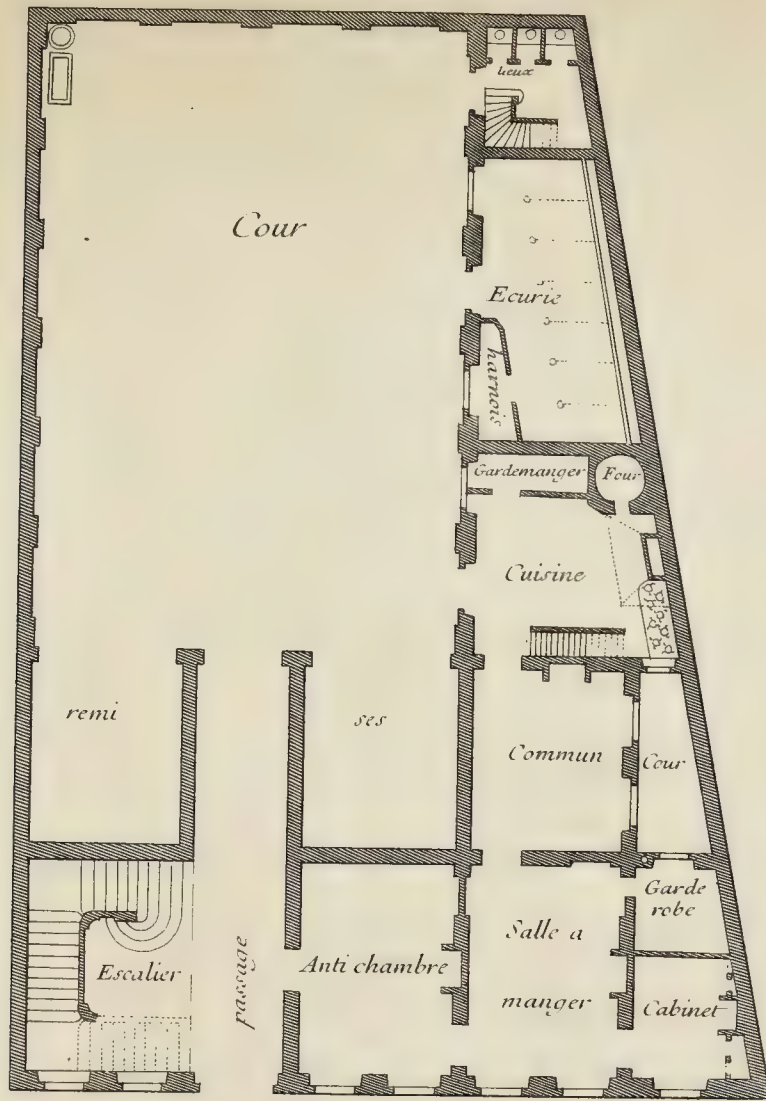 lieux
Cour
Ecurie
harnois
Gardemanger
Four
Cuisine
remi
ses
Commun
Cour
Garde
robe
Salle a
manger
Escalier
passage
Anti chambre
Cabinet